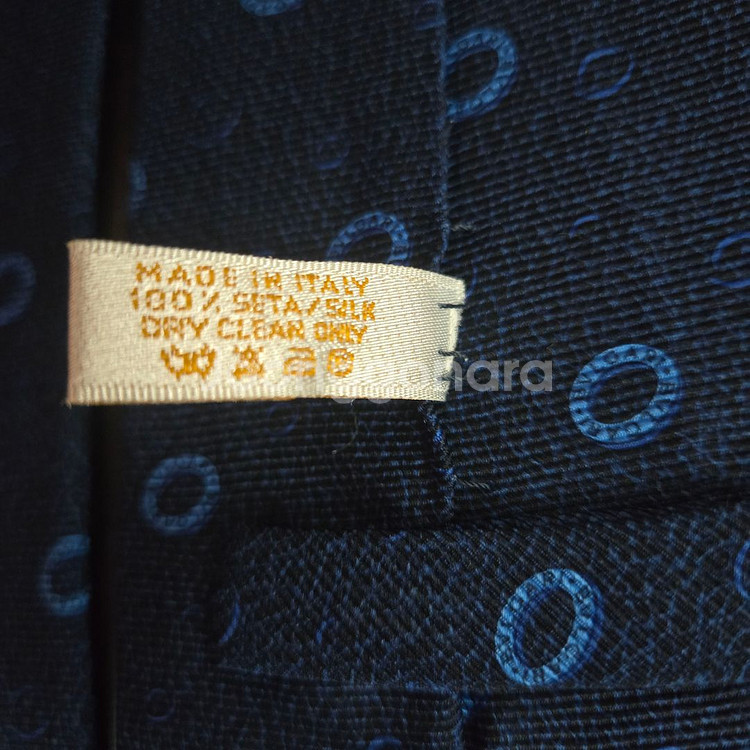 MADE IN ITALY
100% SETA/SILK
DRY CLEAN ONLY